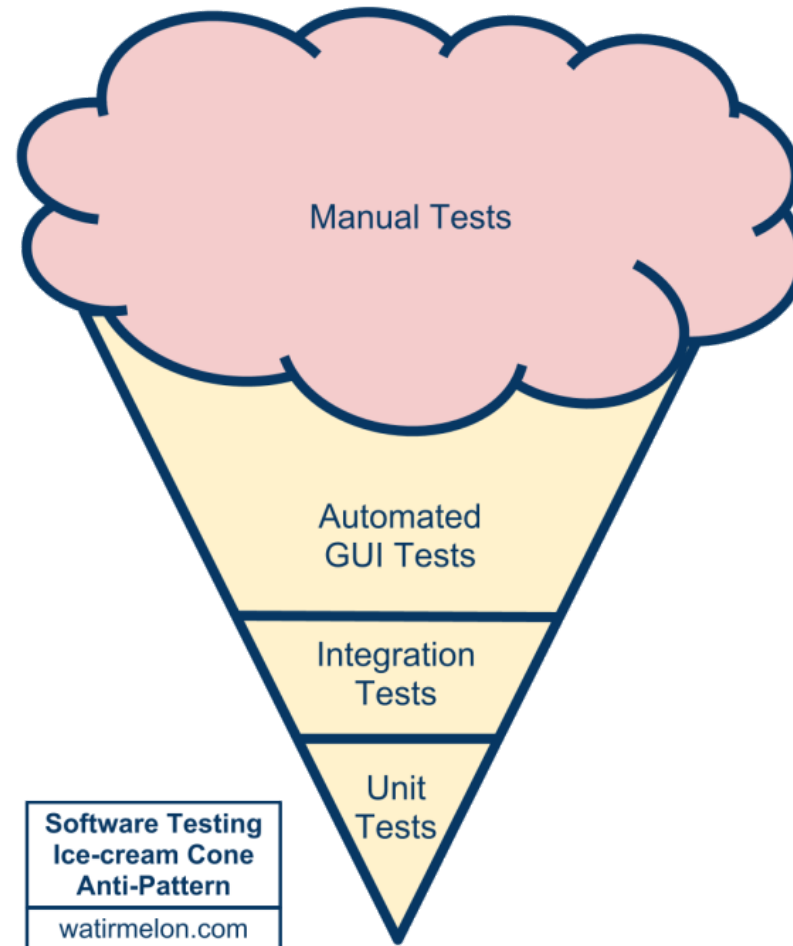 Manual Tests
Automated
GUI Tests
Integration
Tests
Unit
Tests
Software Testing
Ice-cream Cone
Anti-Pattern
watirmelon.com